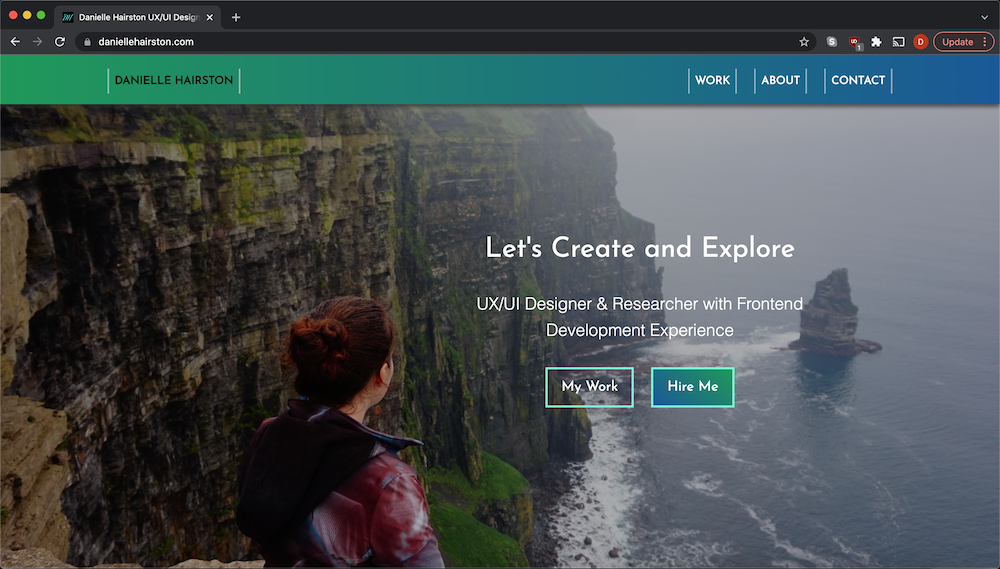 Danielle Hairston UX/UI Design
daniellehairston.com
1
D
Update
DANIELLE HAIRSTON
WORK
ABOUT
CONTACT
Let's Create and Explore
UX/UI Designer & Researcher with Frontend
Development Experience
My Work
Hire Me